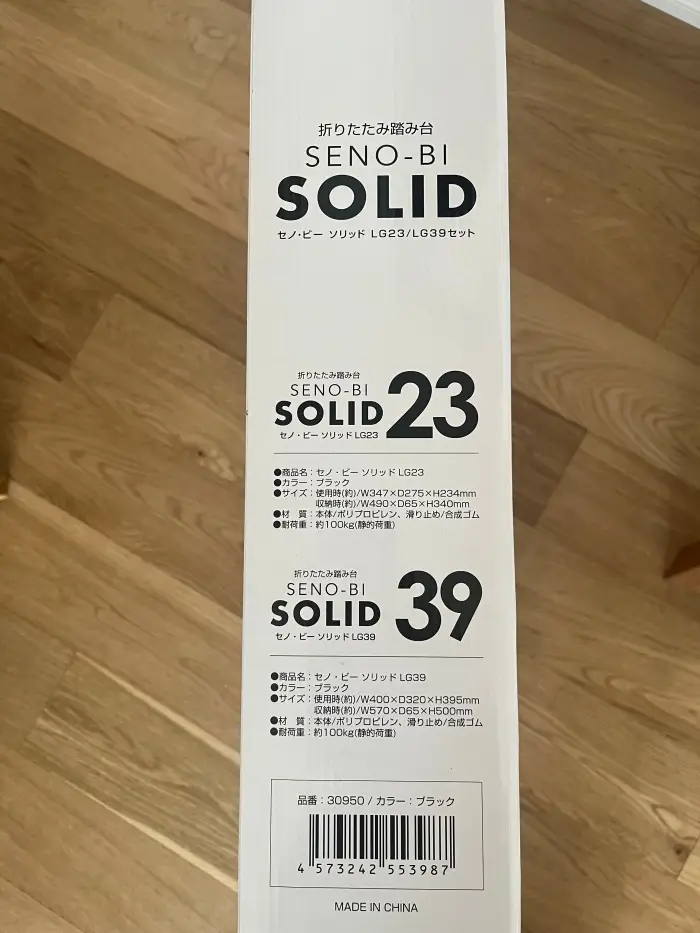 折りたたみ踏み台
SENO-BI
SOLID
セノ・ビー ソリッド LG23/LG39セット
折りたたみ踏み台
SENO-BI
SOLID 23
セノ・ビー ソリッド LG23
●商品名：セノ・ビー ソリッド LG23
●カラー：ブラック
●サイズ：使用時(約)/W347×D275×H234mm
収納時(約)/W490×D65×H340mm
●材　質：本体/ポリプロピレン、滑り止め/合成ゴム
●耐荷重：約100kg(静的荷重)
折りたたみ踏み台
SENO-BI
SOLID 39
セノ・ビー ソリッド LG39
●商品名：セノ・ビー ソリッド LG39
●カラー：ブラック
●サイズ：使用時(約)/W400×D320×H395mm
収納時(約)/W570×D65×H500mm
●材　質：本体/ポリプロピレン、滑り止め/合成ゴム
●耐荷重：約100kg(静的荷重)
品番：30950 / カラー：ブラック
4 573242 553987
MADE IN CHINA